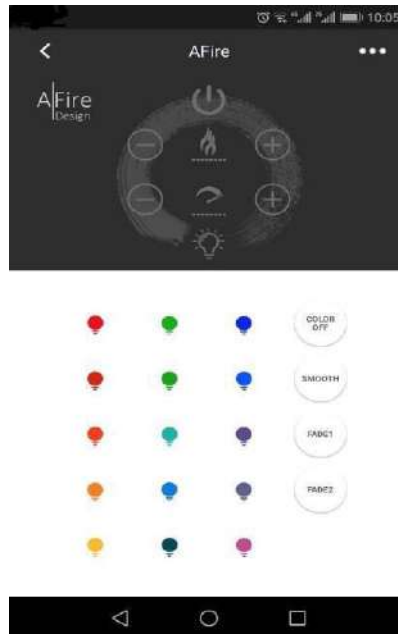 10:05
AFire
AFire
Design
COLOR
OFF
SMOOTH
FADE1
FADE2